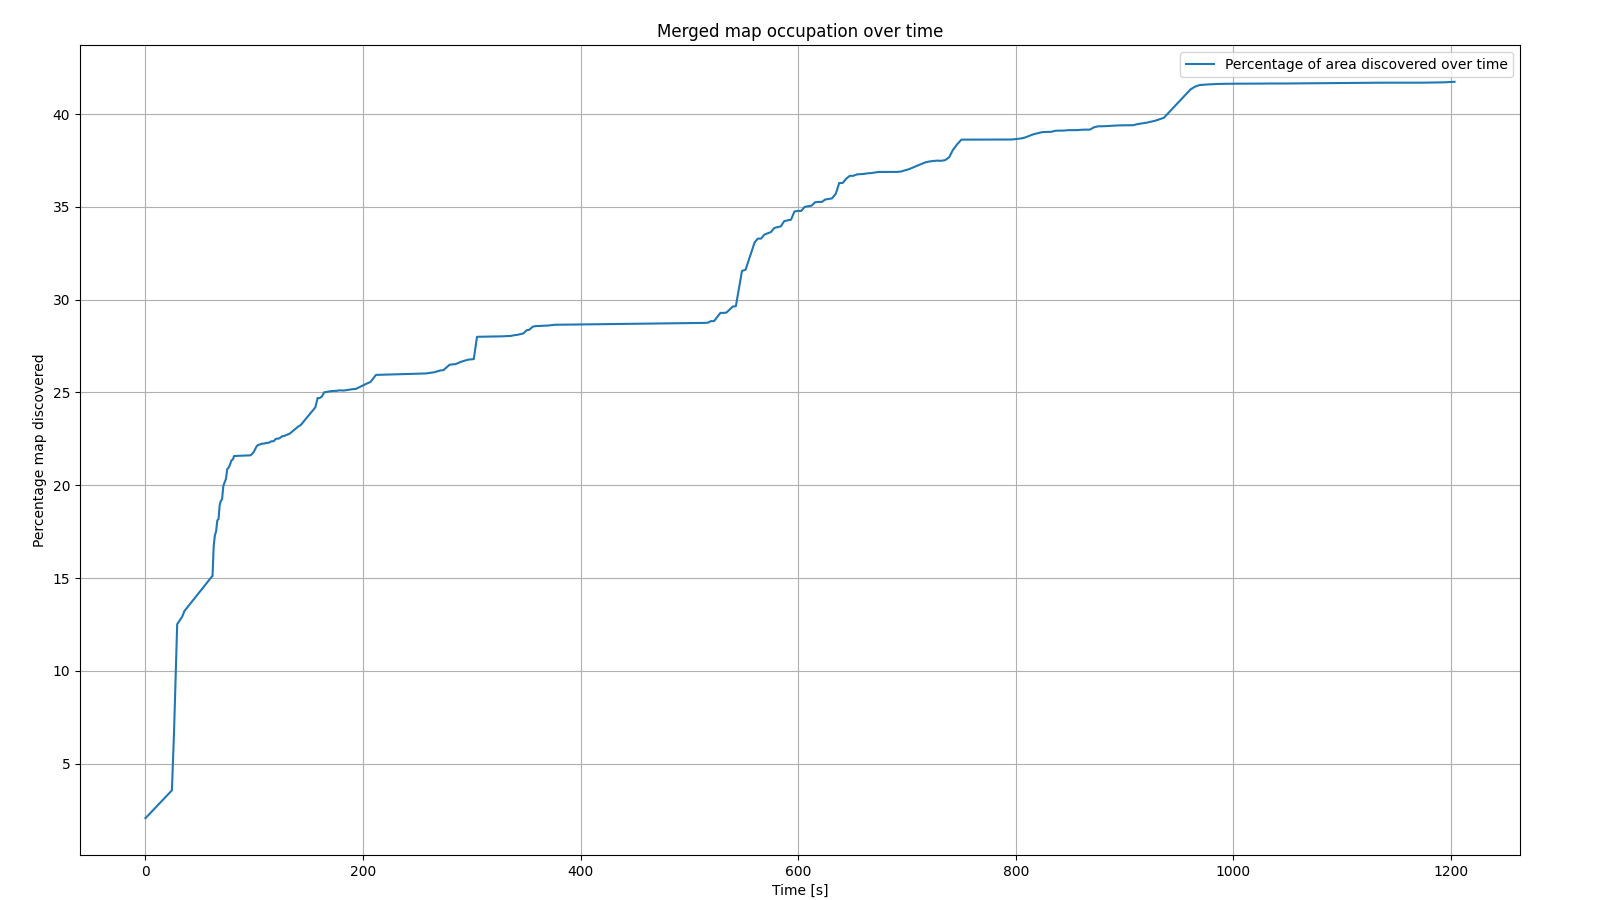 Merged map occupation over time
Percentage of area discovered over time
Percentage map discovered
40
35
30
25
20
15
10
5
0 200 400 600 800 1000 1200
Time [s]